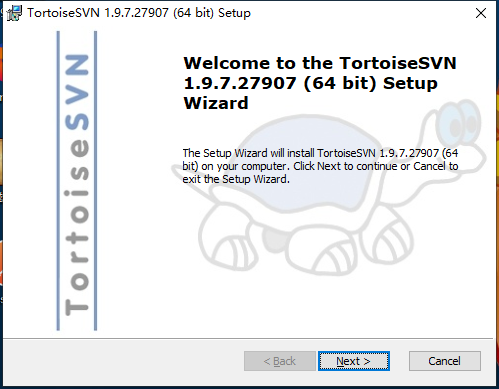 TortoiseSVN 1.9.7.27907 (64 bit) Setup
TortoiseSVN
Welcome to the TortoiseSVN
1.9.7.27907 (64 bit) Setup
Wizard
The Setup Wizard will install TortoiseSVN 1.9.7.27907 (64
bit) on your computer. Click Next to continue or Cancel to
exit the Setup Wizard.
< Back
Next >
Cancel